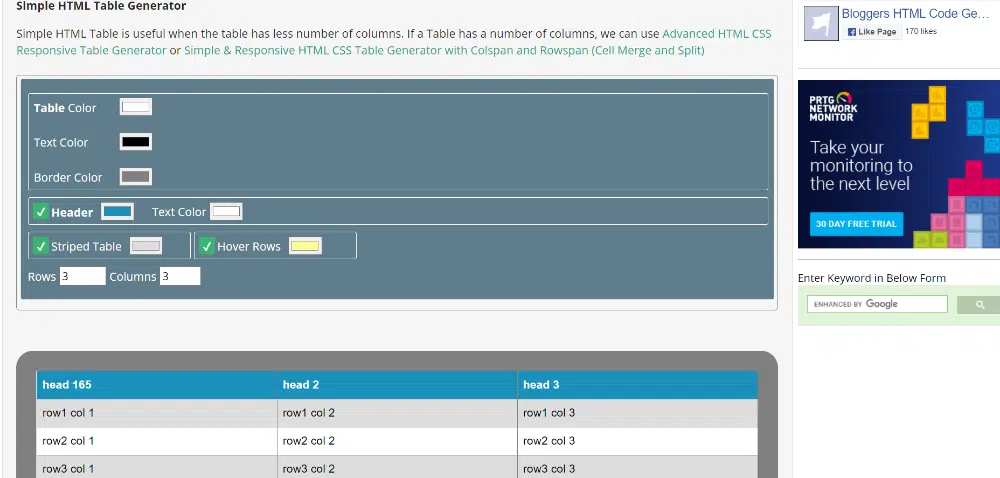 Simple HTML Table Generator
Simple HTML Table is useful when the table has less number of columns. If a Table has a number of columns, we can use Advanced HTML CSS
Responsive Table Generator or Simple & Responsive HTML CSS Table Generator with Colspan and Rowspan (Cell Merge and Split)
Table Color
Text Color
Border Color
Header Text Color
Striped Table Hover Rows
Rows 3 Columns 3
head 165 head 2 head 3
row1 col 1 row1 col 2 row1 col 3
row2 col 1 row2 col 2 row2 col 3
row3 col 1 row3 col 2 row3 col 3
Bloggers HTML Code Ge...
Like Page 170 likes
PRTG
NETWORK
MONITOR
Take your
monitoring to
the next level
30 DAY FREE TRIAL
Enter Keyword in Below Form
ENHANCED BY Google